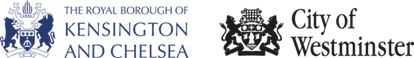 THE ROYAL BOROUGH OF
KENSINGTON
AND CHELSEA
City of
Westminster